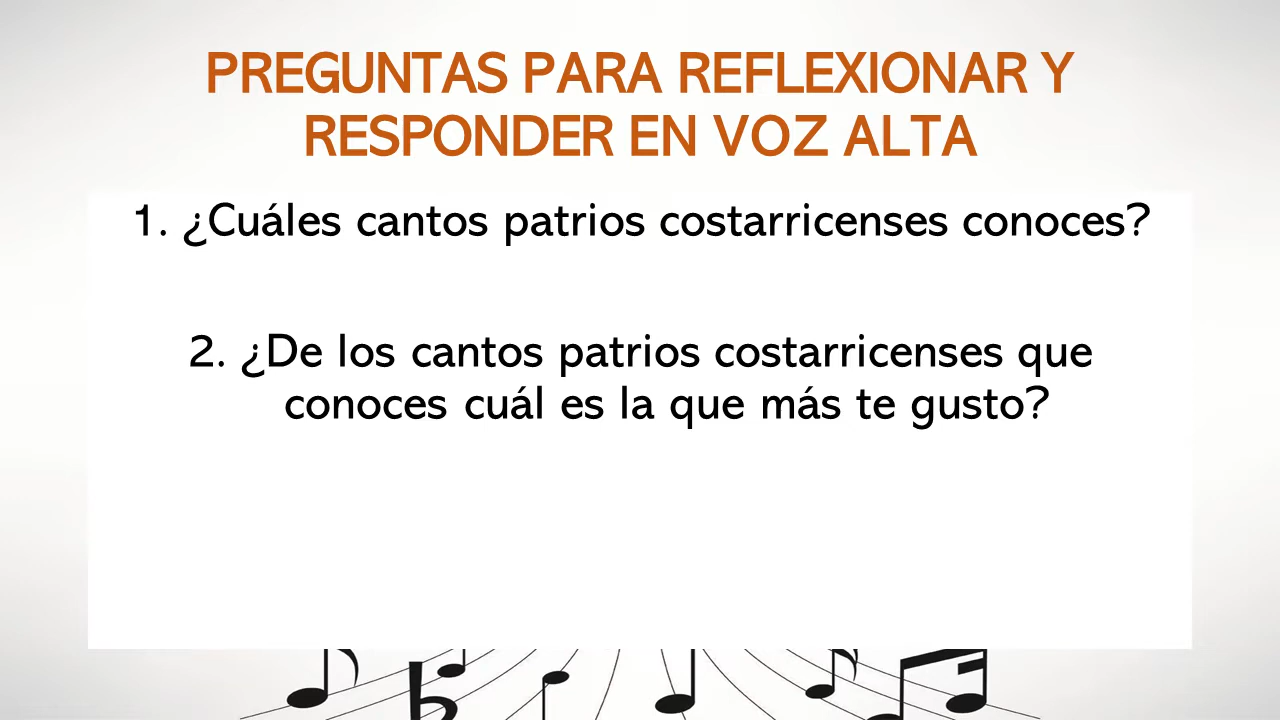 PREGUNTAS PARA REFLEXIONAR Y
RESPONDER EN VOZ ALTA
1. ¿Cuáles cantos patrios costarricenses conoces?
2. ¿De los cantos patrios costarricenses que
conoces cuál es la que más te gusto?